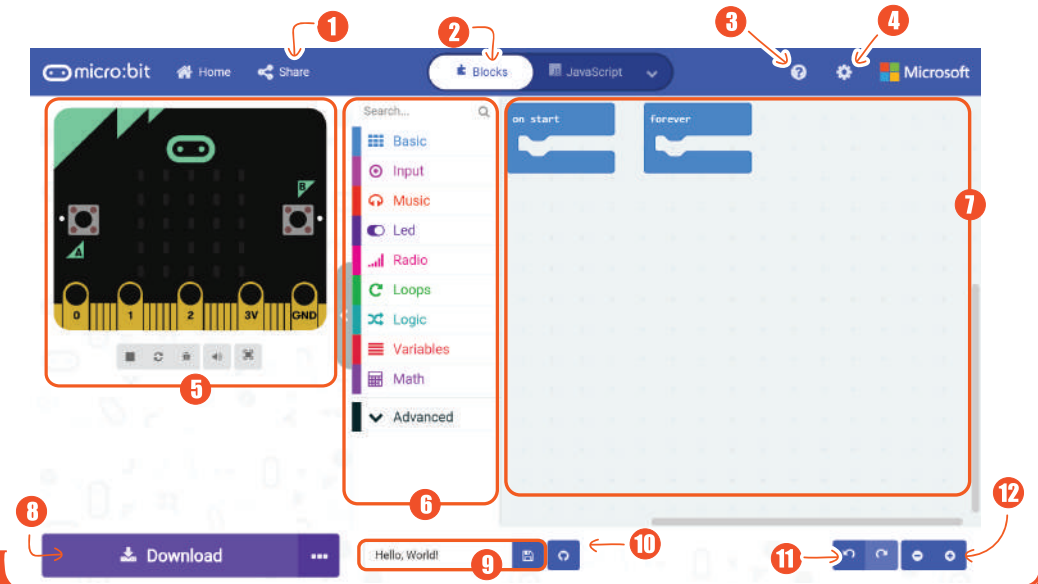 1
2
3
4
micro:bit Home Share Blocks JavaScript Microsoft
Search...
Basic
Input
Music
Led
Radio
Loops
Logic
Variables
Math
Advanced
on start
forever
A
B
0 1 2 3V GND
5
6
7
8
Download
Hello, World!
9
10
11
12